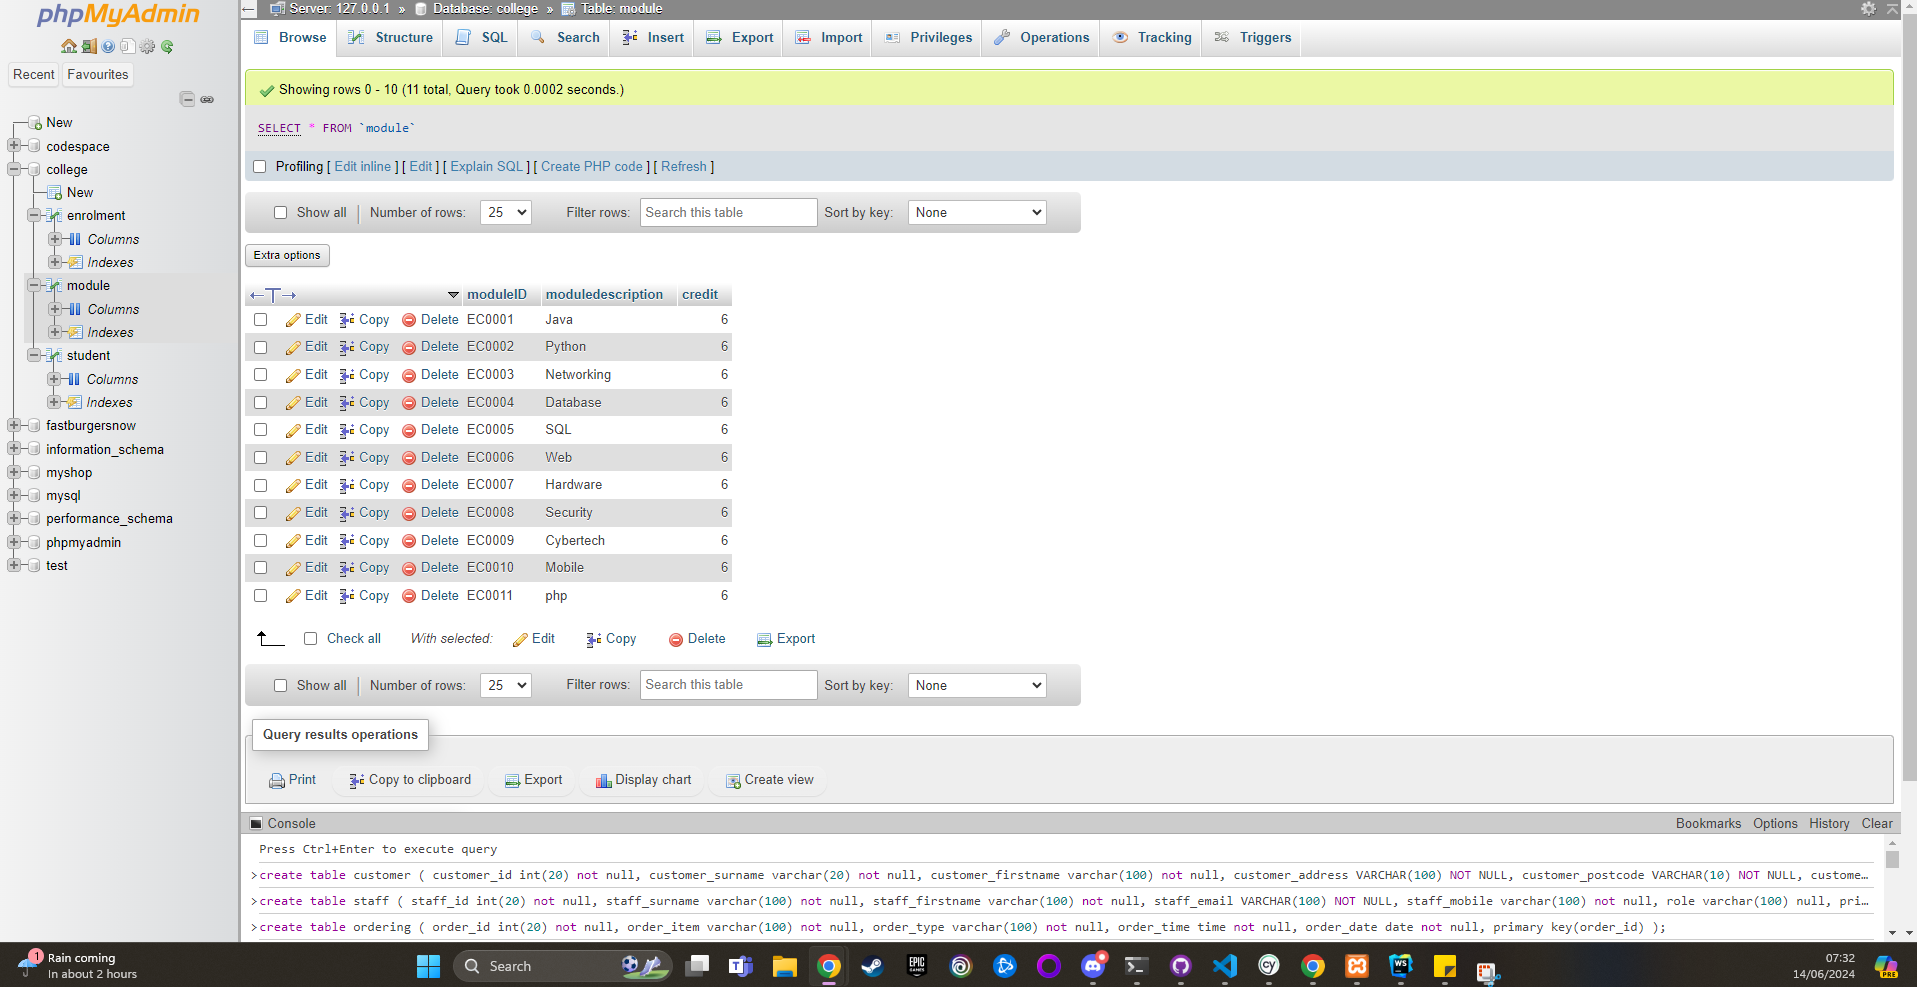 phpMyAdmin
Recent Favourites
New
codespace
college
New
enrolment
Columns
Indexes
module
Columns
Indexes
student
Columns
Indexes
fastburgersnow
information_schema
myshop
mysql
performance_schema
phpmyadmin
test
Server: 127.0.0.1 » Database: college » Table: module
Browse Structure SQL Search Insert Export Import Privileges Operations Tracking Triggers
Showing rows 0 - 10 (11 total, Query took 0.0002 seconds.)
SELECT * FROM `module`
Profiling [ Edit inline ] [ Edit ] [ Explain SQL ] [ Create PHP code ] [ Refresh ]
Show all Number of rows: 25 Filter rows: Search this table Sort by key: None
Extra options
moduleID moduledescription credit
Edit Copy Delete EC0001 Java 6
Edit Copy Delete EC0002 Python 6
Edit Copy Delete EC0003 Networking 6
Edit Copy Delete EC0004 Database 6
Edit Copy Delete EC0005 SQL 6
Edit Copy Delete EC0006 Web 6
Edit Copy Delete EC0007 Hardware 6
Edit Copy Delete EC0008 Security 6
Edit Copy Delete EC0009 Cybertech 6
Edit Copy Delete EC0010 Mobile 6
Edit Copy Delete EC0011 php 6
Check all With selected: Edit Copy Delete Export
Show all Number of rows: 25 Filter rows: Search this table Sort by key: None
Query results operations
Print Copy to clipboard Export Display chart Create view
Console Bookmarks Options History Clear
Press Ctrl+Enter to execute query
>create table customer ( customer_id int(20) not null, customer_surname varchar(20) not null, customer_firstname varchar(100) not null, customer_address VARCHAR(100) NOT NULL, customer_postcode VARCHAR(10) NOT NULL, custome…
>create table staff ( staff_id int(20) not null, staff_surname varchar(100) not null, staff_firstname varchar(100) not null, staff_email VARCHAR(100) NOT NULL, staff_mobile varchar(100) not null, role varchar(100) null, pri…
>create table ordering ( order_id int(20) not null, order_item varchar(100) not null, order_type varchar(100) not null, order_time time not null, order_date date not null, primary key(order_id) );
1
Rain coming
In about 2 hours
Search
EPIC GAMES
CY
WS
07:32
14/06/2024
PRE